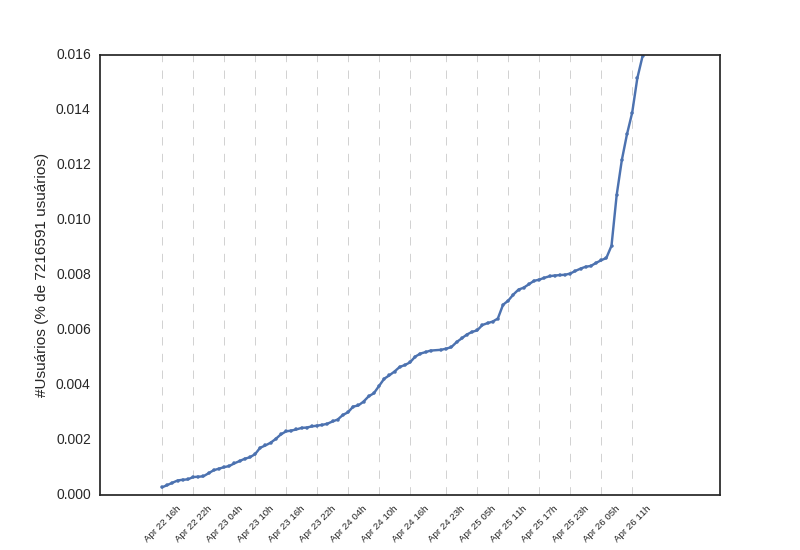 0.016
0.014
0.012
0.010
0.008
0.006
0.004
0.002
0.000
#Usuários (% de 7216591 usuários)
Apr 22 16h
Apr 22 22h
Apr 23 04h
Apr 23 10h
Apr 23 16h
Apr 23 22h
Apr 24 04h
Apr 24 10h
Apr 24 16h
Apr 24 23h
Apr 25 05h
Apr 25 11h
Apr 25 17h
Apr 25 23h
Apr 26 05h
Apr 26 11h